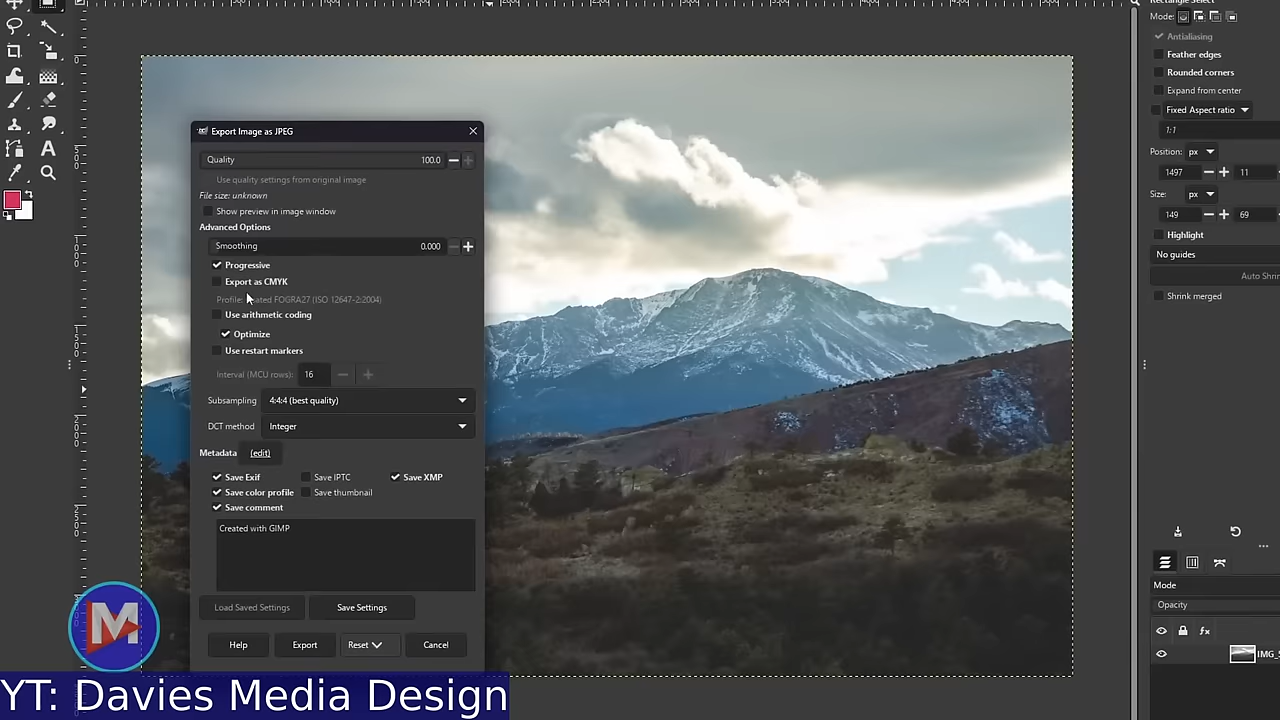 Rectangle Select
Mode:
Antialiasing
Feather edges
Rounded corners
Expand from center
Fixed Aspect ratio
1:1
Position: px
1497 11
Size: px
149 69
Highlight
No guides
Auto Shrin
Shrink merged
Export Image as JPEG
Quality 100.0
Use quality settings from original image
File size: unknown
Show preview in image window
Advanced Options
Smoothing 0.000
Progressive
Export as CMYK
Profile: FOGRA27 (ISO 12647-2:2004)
Use arithmetic coding
Optimize
Use restart markers
Interval (MCU rows): 16
Subsampling 4:4:4 (best quality)
DCT method Integer
Metadata (edit)
Save Exif Save IPTC Save XMP
Save color profile Save thumbnail
Save comment
Created with GIMP
Load Saved Settings Save Settings
Help Export Reset Cancel
Mode
Opacity
fx
M
YT: Davies Media Design